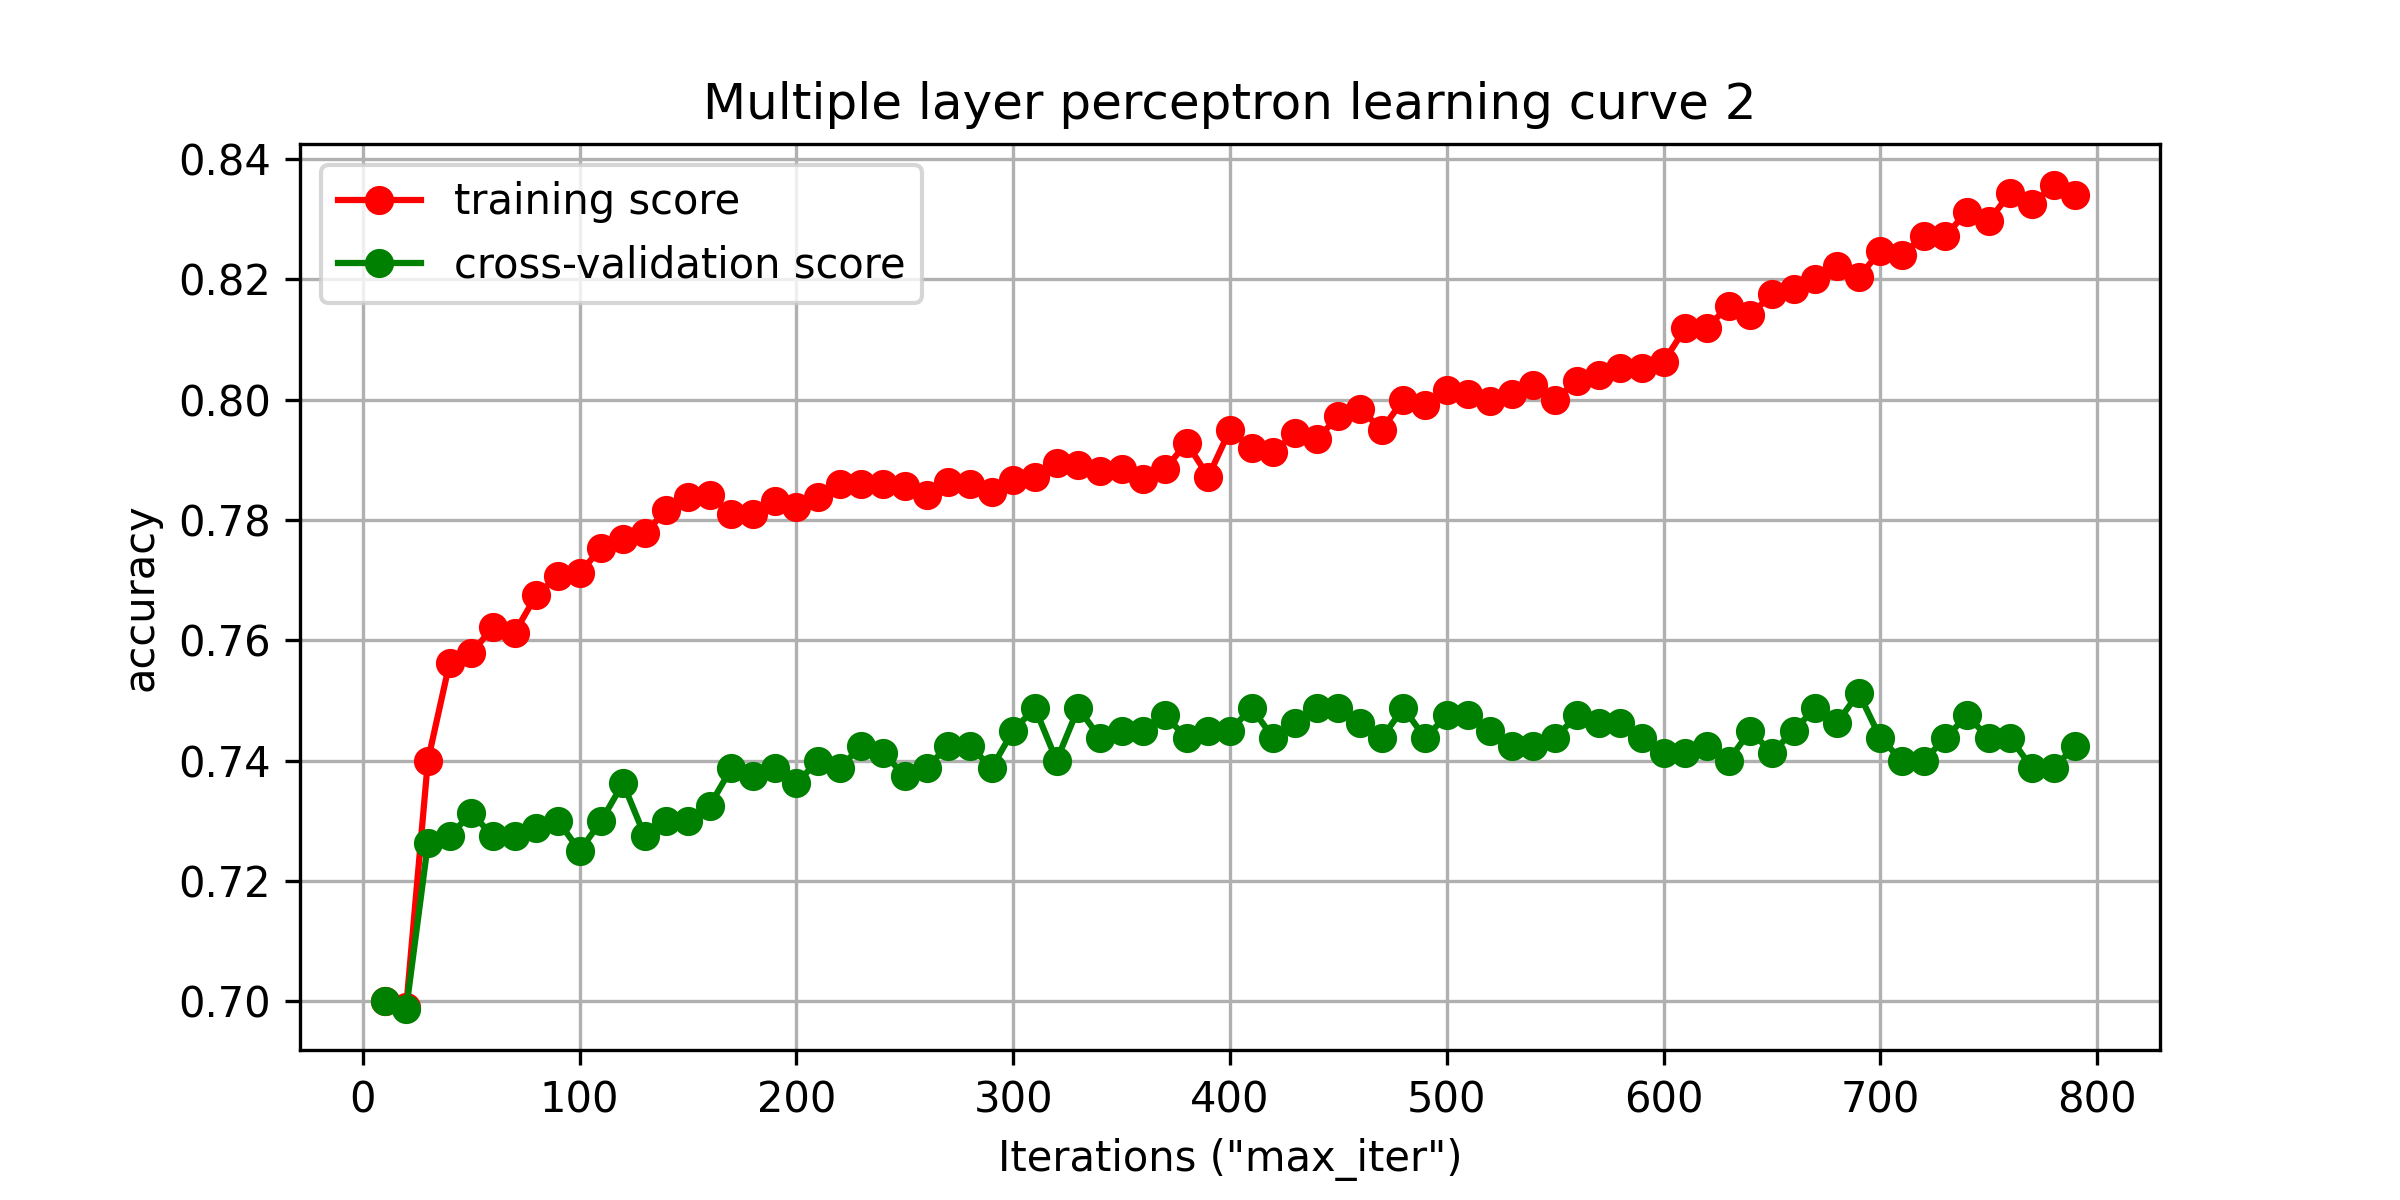 Multiple layer perceptron learning curve 2
training score
cross-validation score
accuracy
0.84
0.82
0.80
0.78
0.76
0.74
0.72
0.70
0 100 200 300 400 500 600 700 800
Iterations ("max_iter")